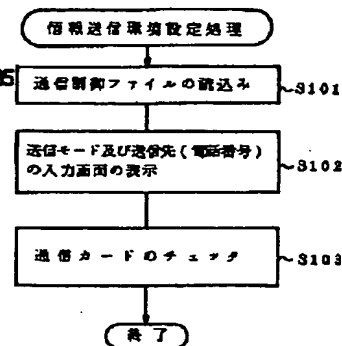 情報送信環境設定処理
05
通信制御ファイルの読込み
S101
送信モード及び送信先(電話番号)
の入力画面の表示
S102
通信カードのチェック
S103
終了